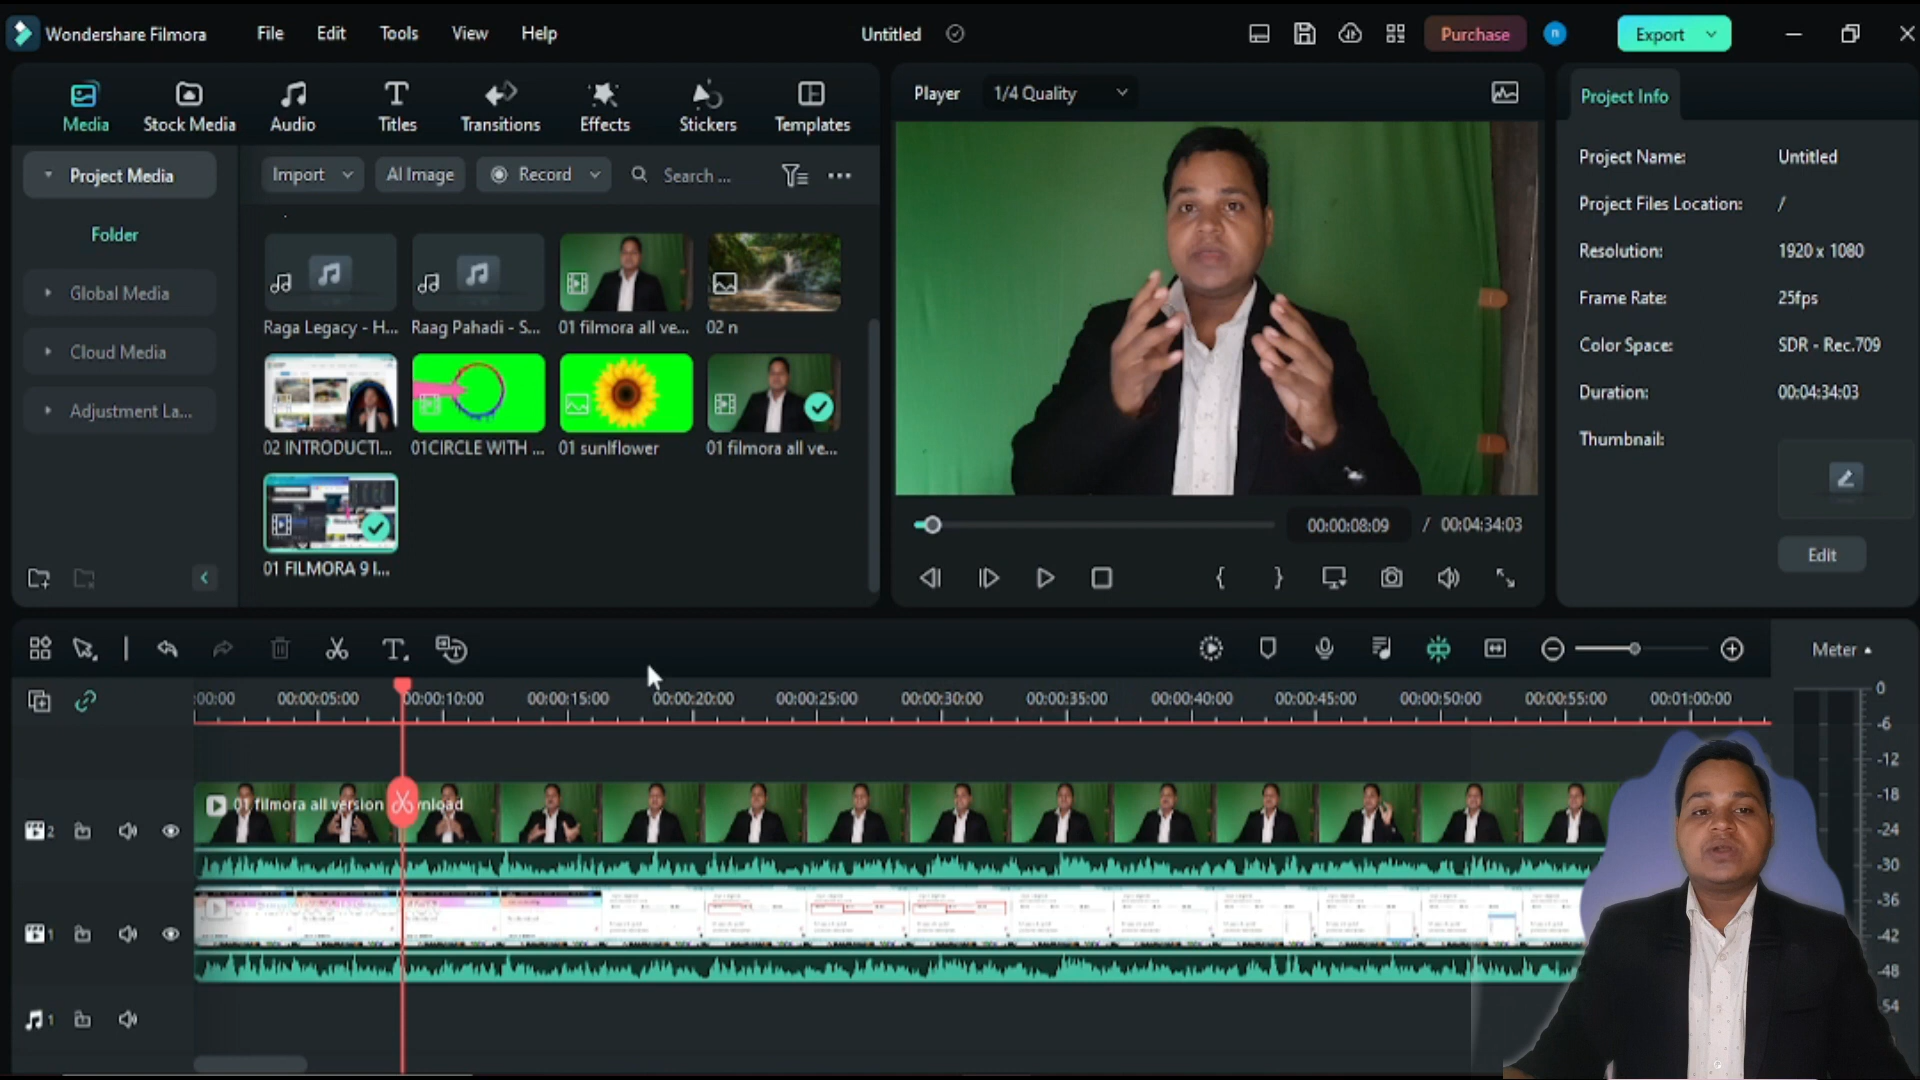 Wondershare Filmora
File Edit Tools View Help
Untitled
Purchase
n
Export
Media
Stock Media
Audio
Titles
Transitions
Effects
Stickers
Templates
Project Media
Folder
Global Media
Cloud Media
Adjustment La...
Import
AI Image
Record
Search ...
Raga Legacy - H...
Raag Pahadi - S...
01 filmora all ve...
02 n
02 INTRODUCTI...
01CIRCLE WITH ...
01 sunlflower
01 filmora all ve...
01 FILMORA 9 I...
Player
1/4 Quality
00:00:08:09 / 00:04:34:03
{ }
Project Info
Project Name: Untitled
Project Files Location: /
Resolution: 1920 x 1080
Frame Rate: 25fps
Color Space: SDR - Rec.709
Duration: 00:04:34:03
Thumbnail:
Edit
Meter
:00:00 00:00:05:00 00:00:10:00 00:00:15:00 00:00:20:00 00:00:25:00 00:00:30:00 00:00:35:00 00:00:40:00 00:00:45:00 00:00:50:00 00:00:55:00 00:01:00:00
01 filmora all version
nload
2
1
1
0
-6
-12
-18
-24
-30
-36
-42
-48
-54